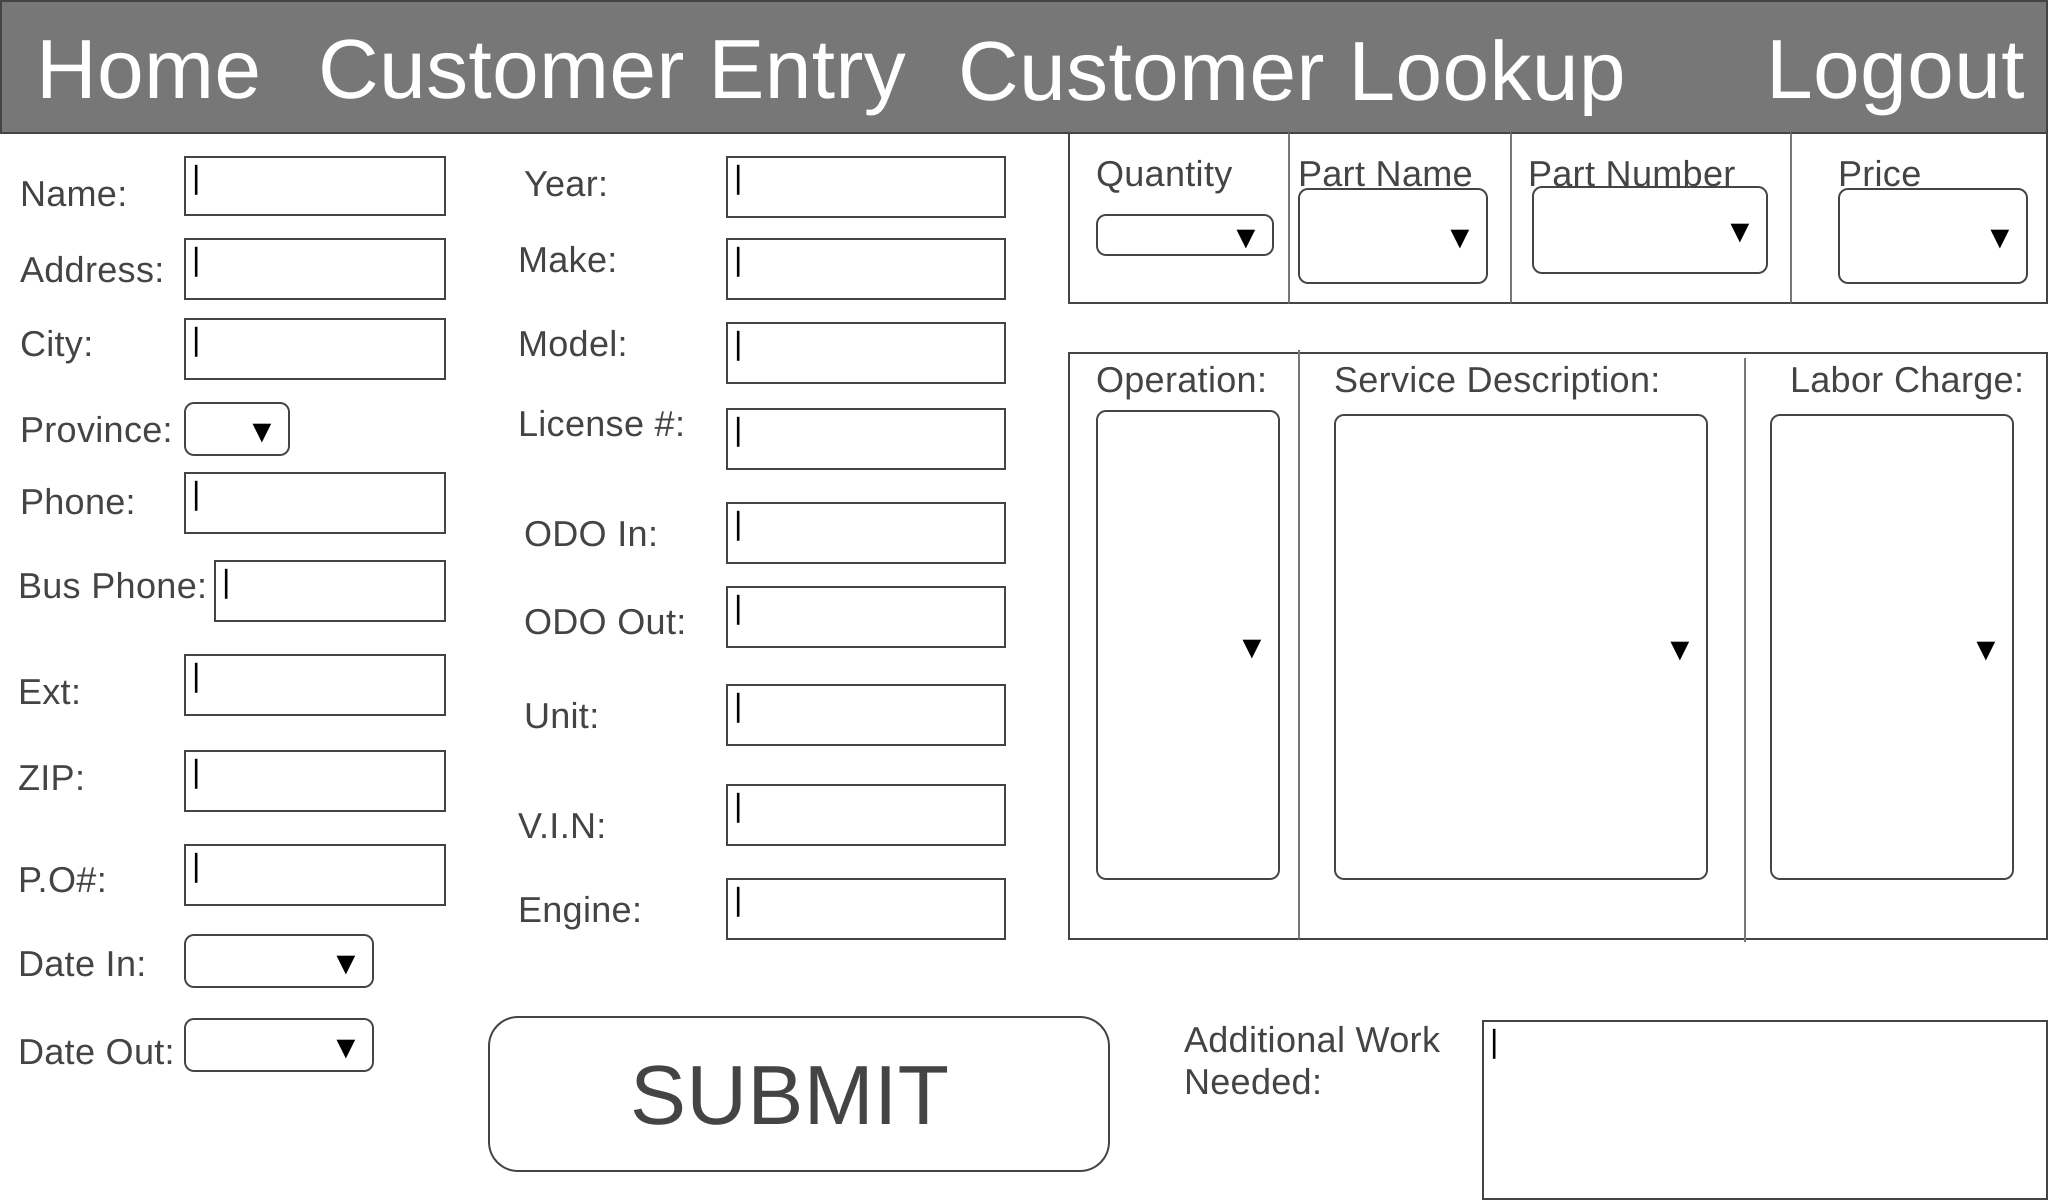 Home Customer Entry Customer Lookup Logout
Name:
Address:
City:
Province:
Phone:
Bus Phone:
Ext:
ZIP:
P.O#:
Date In:
Date Out:
Year:
Make:
Model:
License #:
ODO In:
ODO Out:
Unit:
V.I.N:
Engine:
SUBMIT
Quantity Part Name Part Number Price
Operation: Service Description: Labor Charge:
Additional Work
Needed: